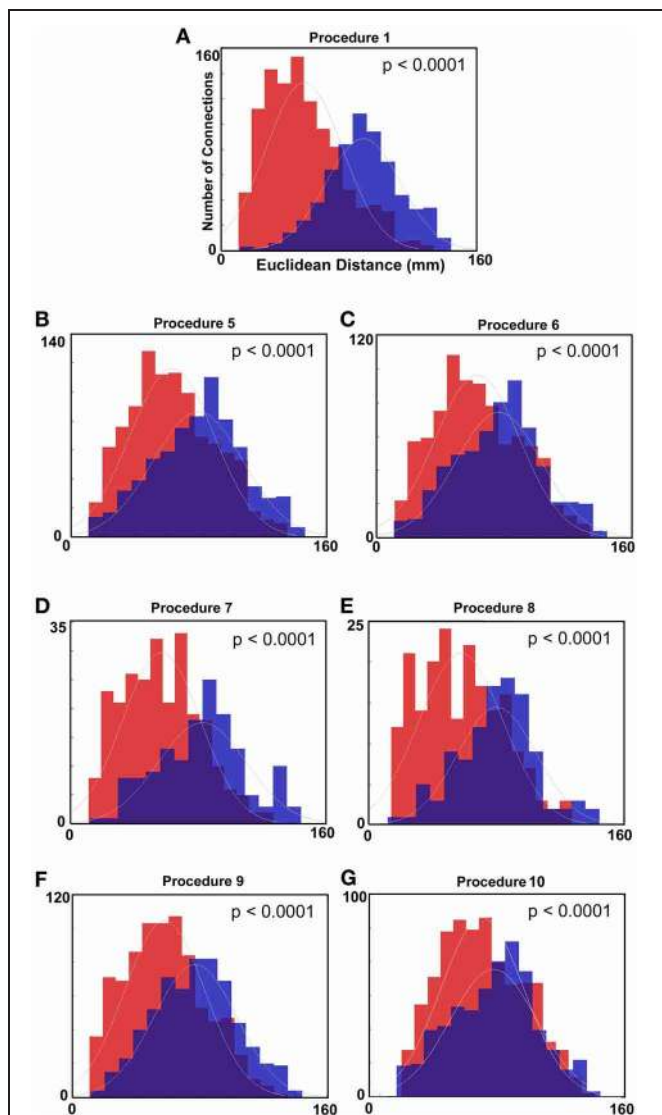 A
Procedure 1
160
p < 0.0001
Number of Connections
0
0
160
Euclidean Distance (mm)
B
Procedure 5
140
p < 0.0001
0
0
160
C
Procedure 6
120
p < 0.0001
0
0
160
D
Procedure 7
35
p < 0.0001
0
0
160
E
Procedure 8
25
p < 0.0001
0
0
160
F
Procedure 9
120
p < 0.0001
0
0
160
G
Procedure 10
100
p < 0.0001
0
0
160